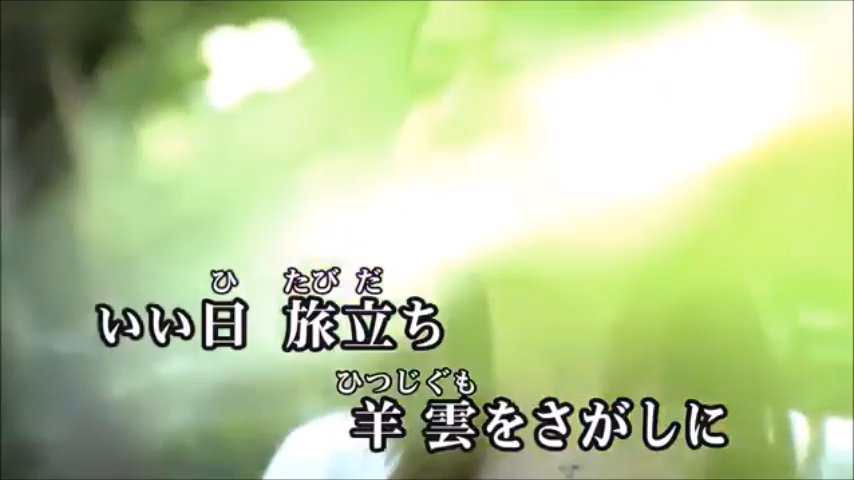 ひ たび だ
いい日 旅立ち
ひつじぐも
羊雲をさがしに